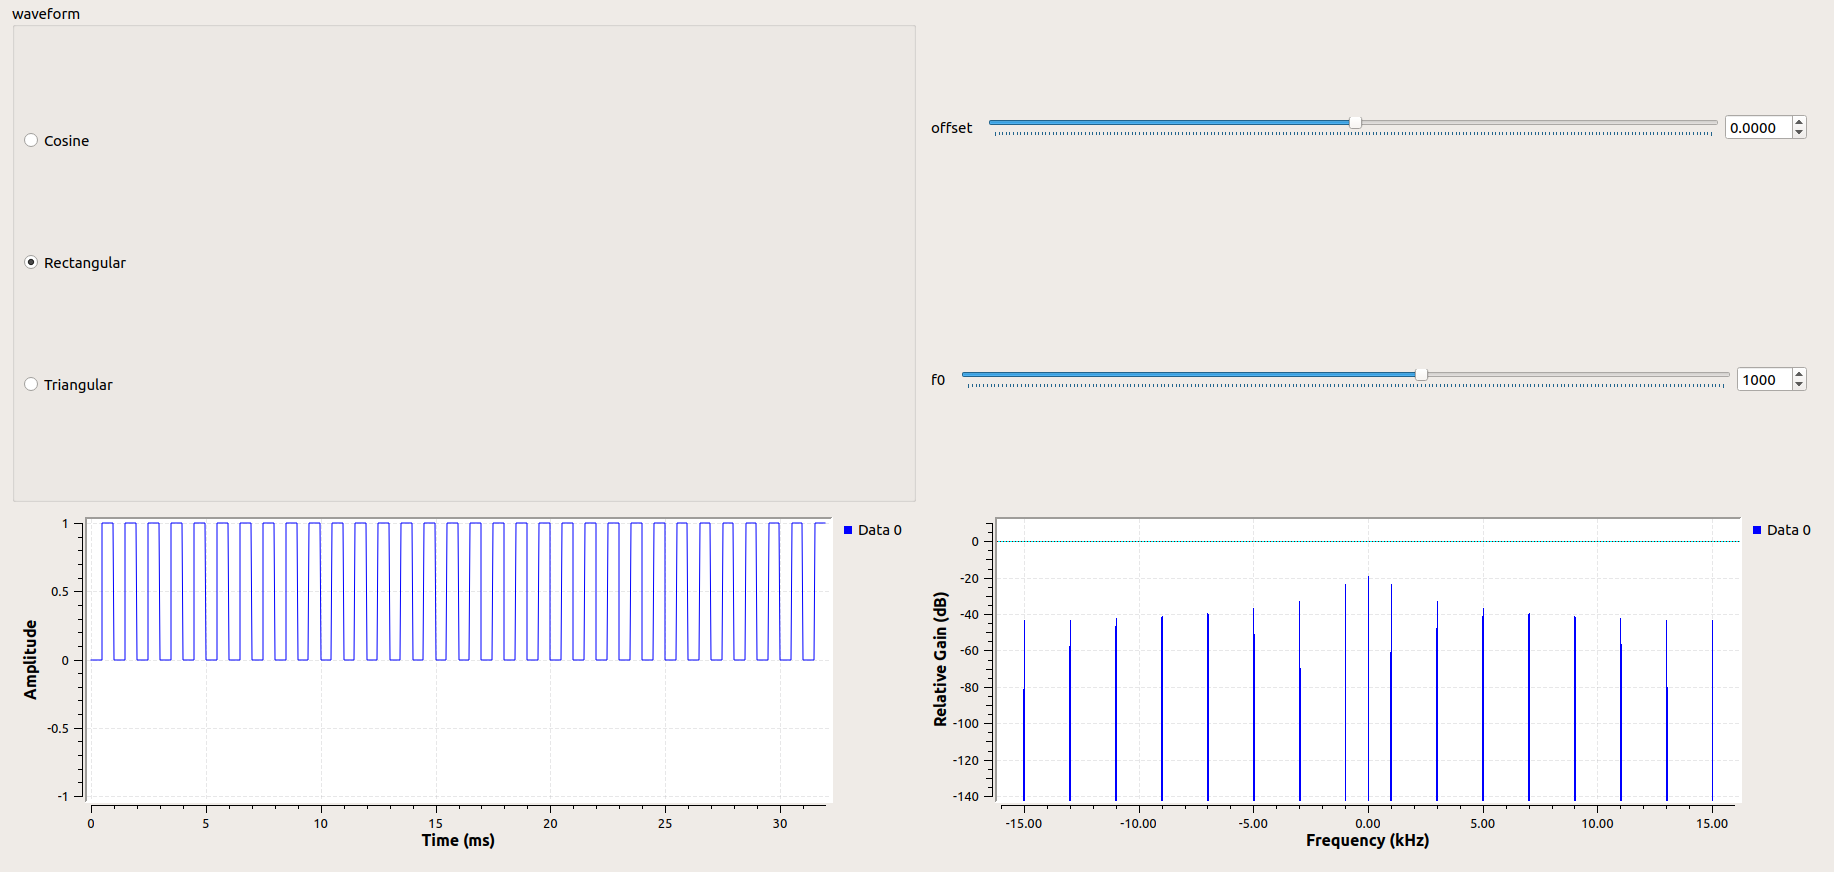 waveform
Cosine
Rectangular
Triangular
offset
0.0000
f0
1000
1
0.5
0
-0.5
-1
Amplitude
0 5 10 15 20 25 30
Time (ms)
Data 0
0
-20
-40
-60
-80
-100
-120
-140
Relative Gain (dB)
-15.00 -10.00 -5.00 0.00 5.00 10.00 15.00
Frequency (kHz)
Data 0